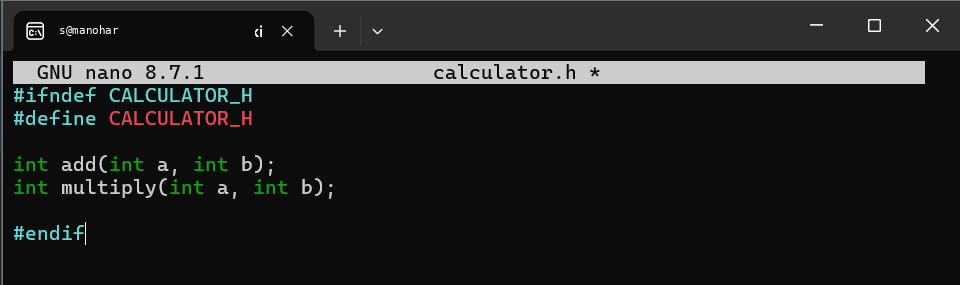 s@manohar
GNU nano 8.7.1 calculator.h *
#ifndef CALCULATOR_H
#define CALCULATOR_H
int add(int a, int b);
int multiply(int a, int b);
#endif